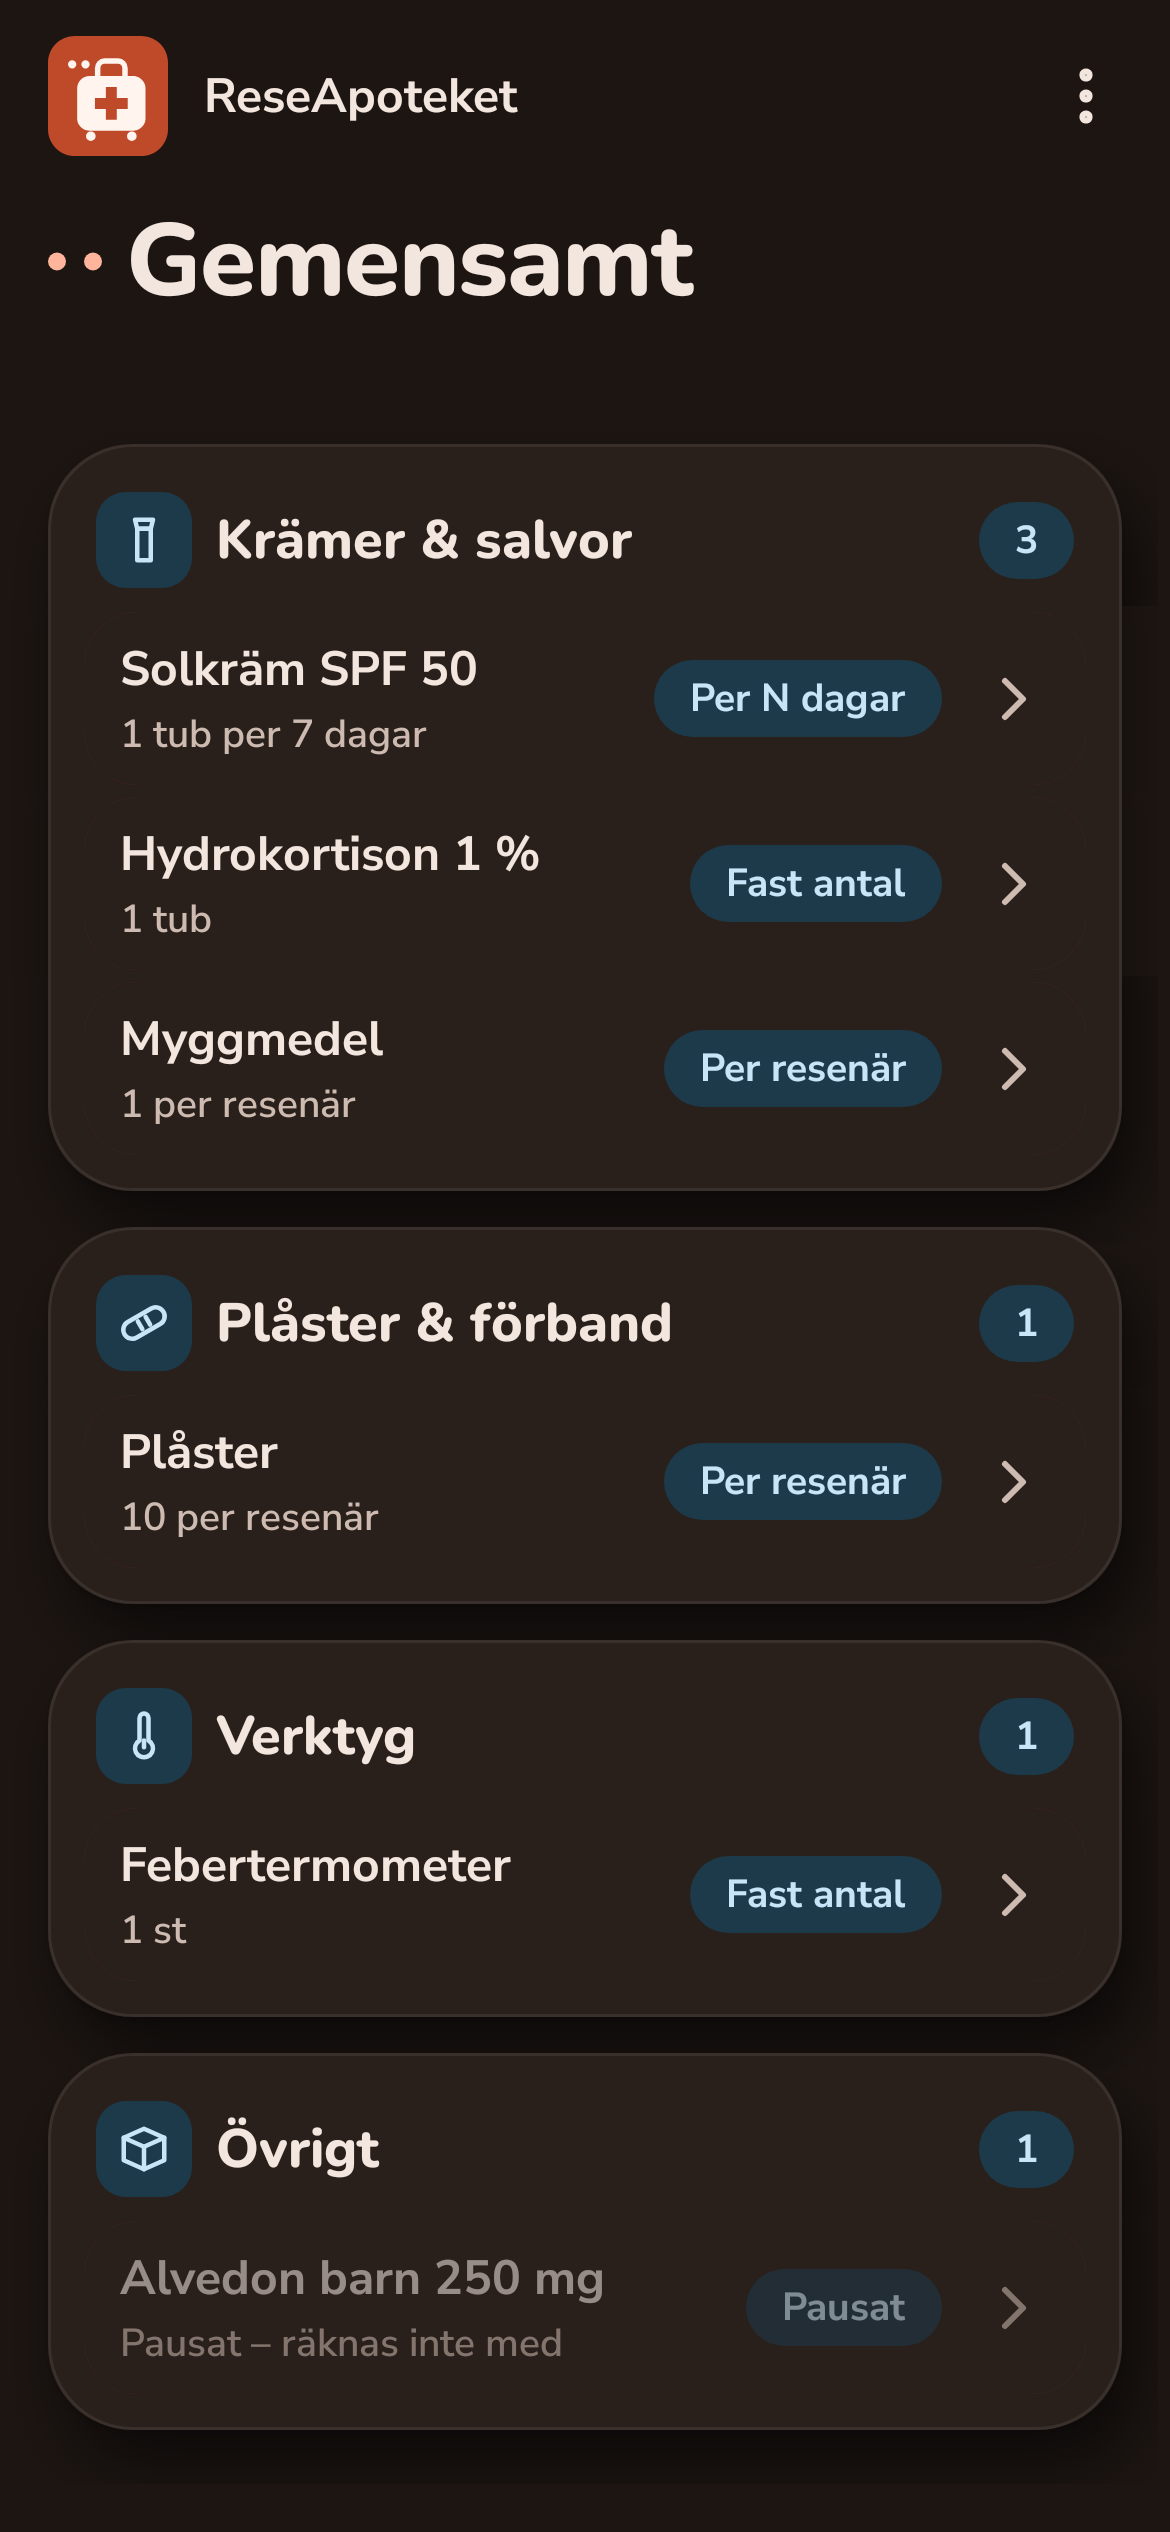 ReseApoteket
Gemensamt
Krämer & salvor
3
Solkräm SPF 50
1 tub per 7 dagar
Per N dagar
Hydrokortison 1 %
1 tub
Fast antal
Myggmedel
1 per resenär
Per resenär
Plåster & förband
1
Plåster
10 per resenär
Per resenär
Verktyg
1
Febertermometer
1 st
Fast antal
Övrigt
1
Alvedon barn 250 mg
Pausat – räknas inte med
Pausat